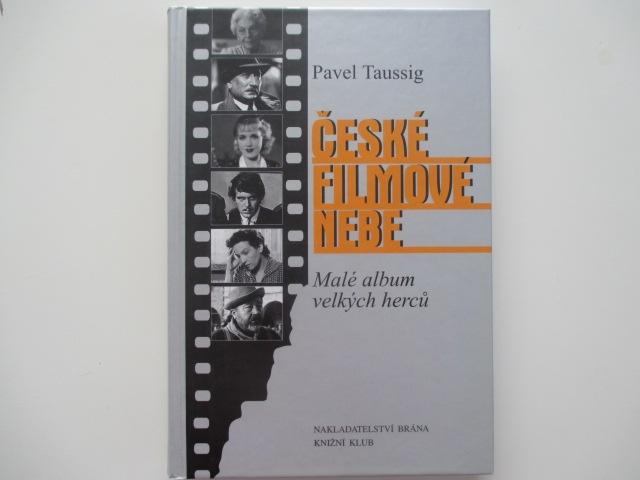 Pavel Taussig
ČESKÉ
FILMOVÉ
NEBE
Malé album
velkých herců
NAKLADATELSTVÍ BRÁNA
KNIŽNÍ KLUB